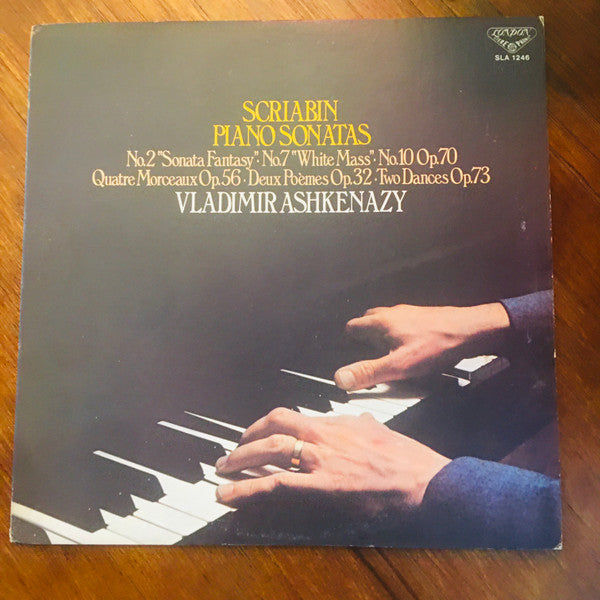 LONDON
SLA 1246
SCRIABIN
PIANO SONATAS
No.2 "Sonata Fantasy" · No.7 "White Mass" · No.10 Op.70
Quatre Morceaux Op.56 · Deux Poèmes Op.32 · Two Dances Op.73
VLADIMIR ASHKENAZY